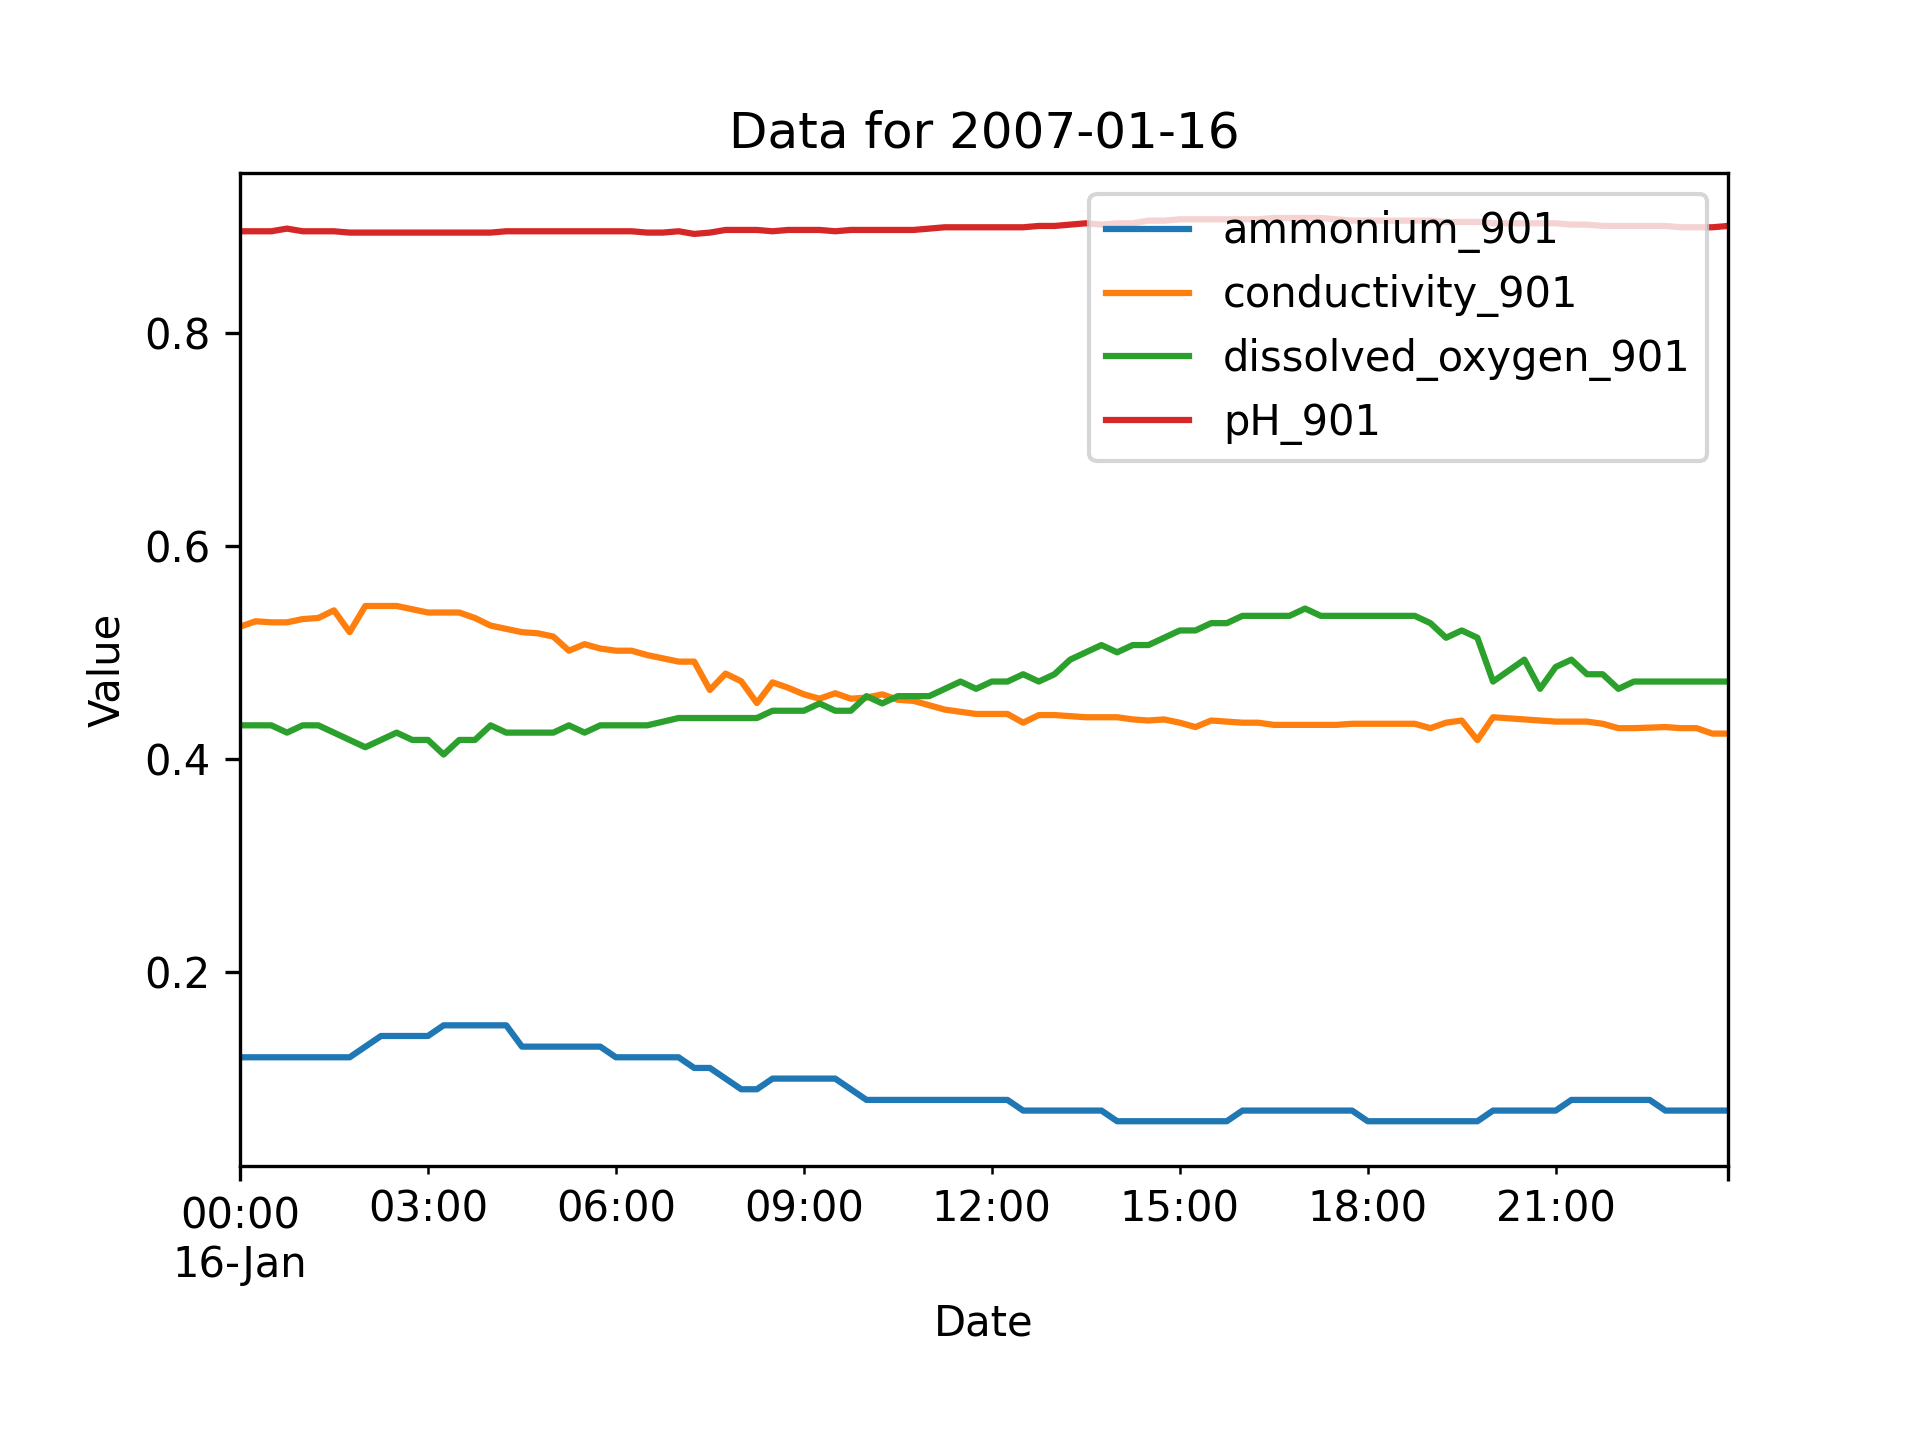 Data for 2007-01-16
ammonium_901
conductivity_901
dissolved_oxygen_901
pH_901
Value
0.8
0.6
0.4
0.2
00:00 03:00 06:00 09:00 12:00 15:00 18:00 21:00
16-Jan
Date